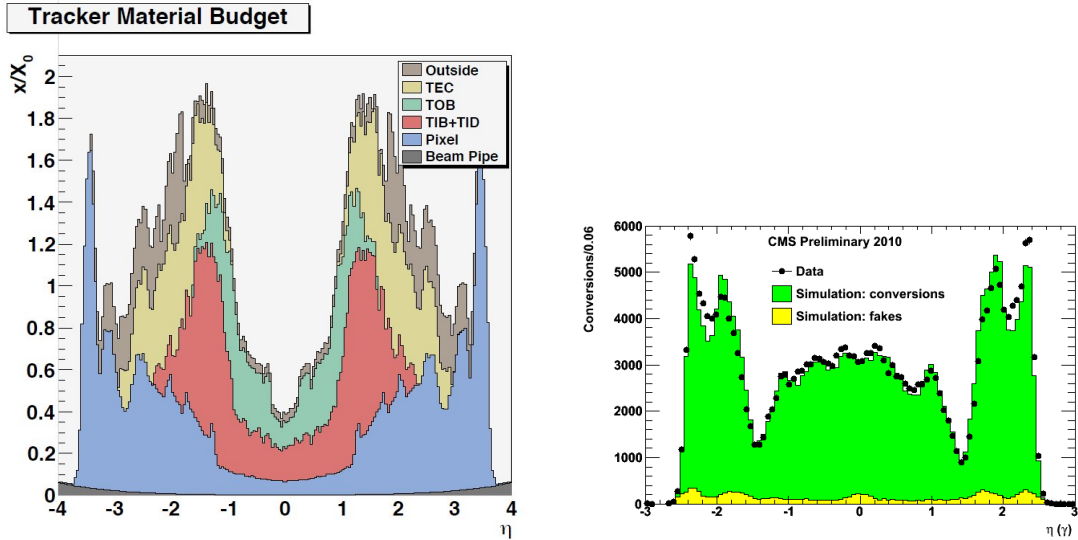 Tracker Material Budget
x/X0
2
1.8
1.6
1.4
1.2
1
0.8
0.6
0.4
0.2
0
Outside
TEC
TOB
TIB+TID
Pixel
Beam Pipe
-4 -3 -2 -1 0 1 2 3 4
η
Conversions/0.06
6000
5000
4000
3000
2000
1000
0
CMS Preliminary 2010
Data
Simulation: conversions
Simulation: fakes
-3 -2 -1 0 1 2 3
η (γ)